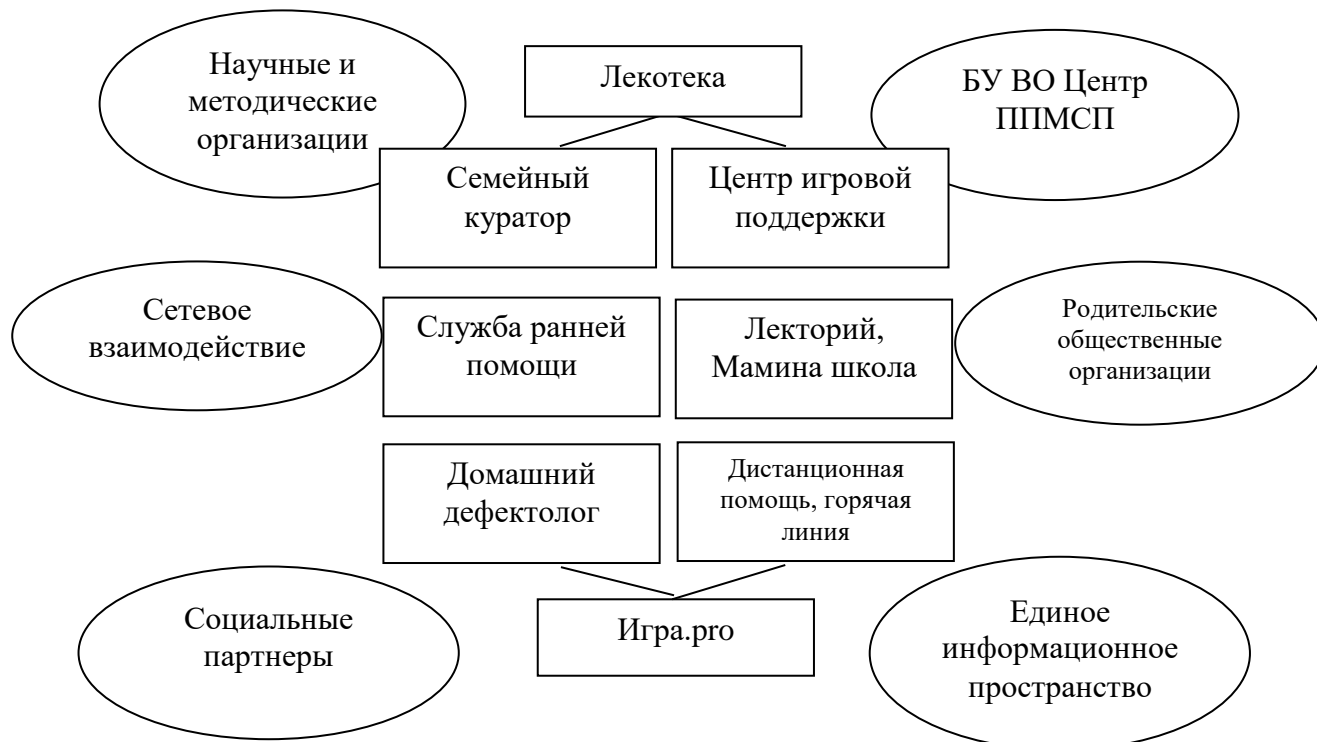 Научные и
методические
организации
Лекотека
БУ ВО Центр
ППМСП
Семейный
куратор
Центр игровой
поддержки
Сетевое
взаимодействие
Служба ранней
помощи
Лекторий,
Мамина школа
Родительские
общественные
организации
Домашний
дефектолог
Дистанционная
помощь, горячая
линия
Социальные
партнеры
Игра.pro
Единое
информационное
пространство